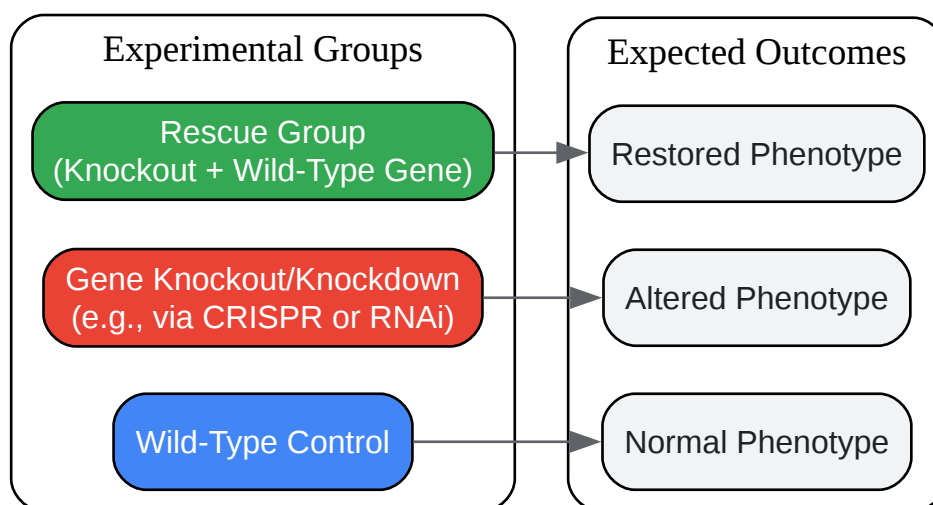 Experimental Groups
Rescue Group
(Knockout + Wild-Type Gene)
Gene Knockout/Knockdown
(e.g., via CRISPR or RNAi)
Wild-Type Control
Expected Outcomes
Restored Phenotype
Altered Phenotype
Normal Phenotype